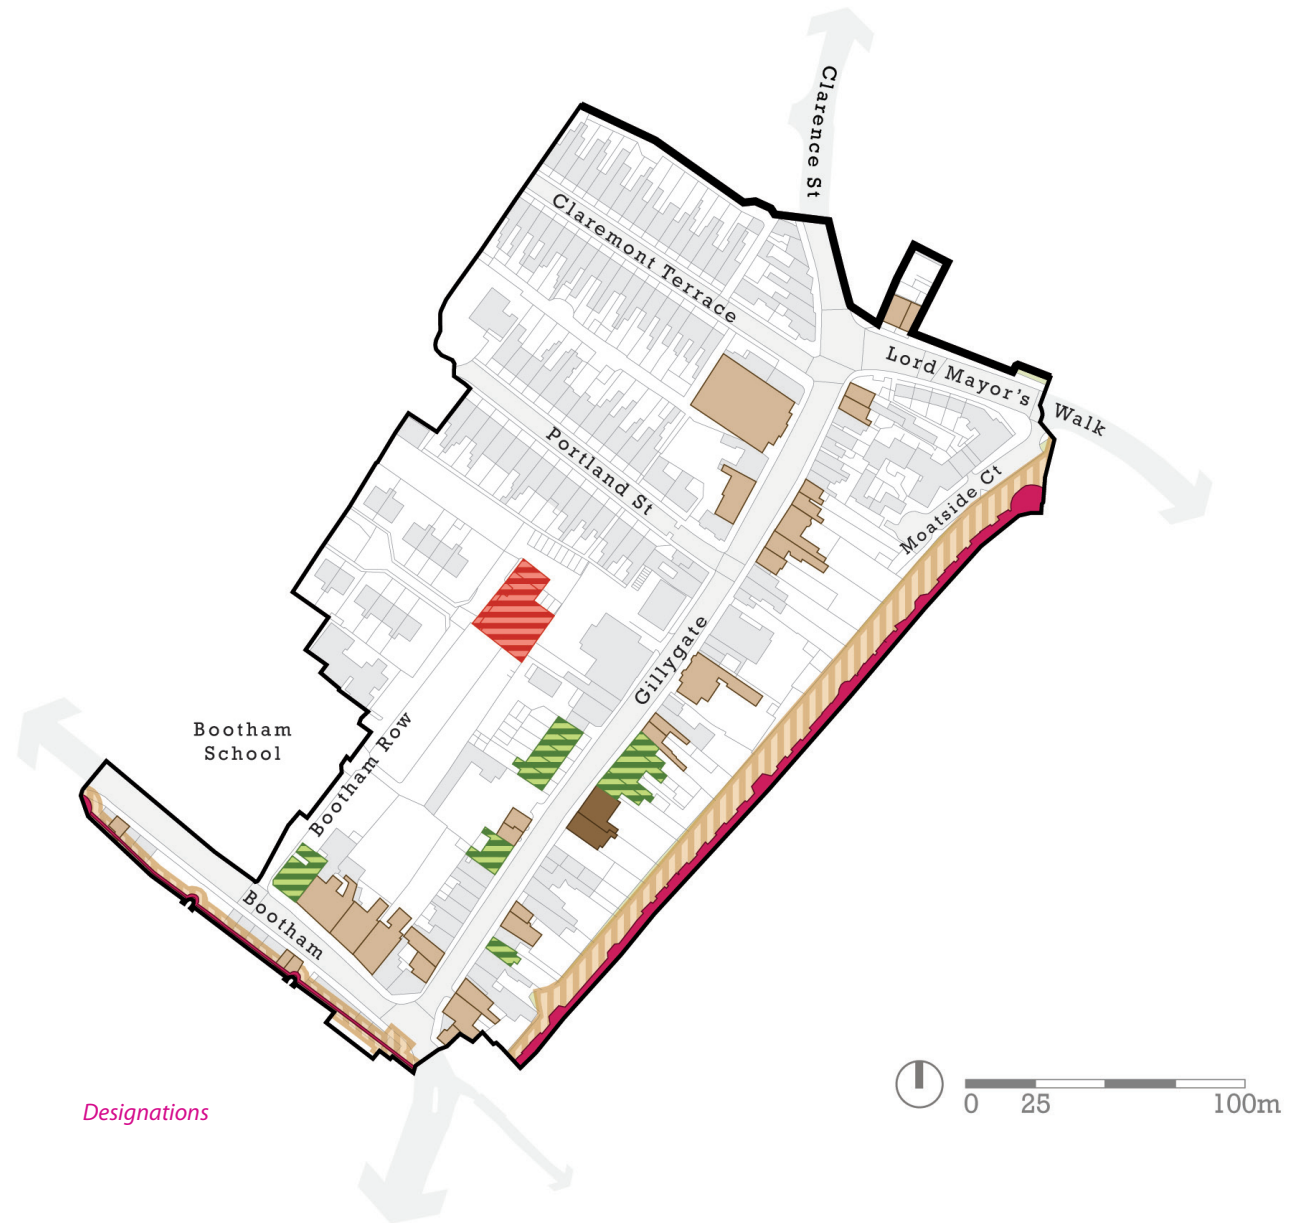 Clarence St
Claremont Terrace
Lord Mayor's
Walk
Portland St
Moatside Ct
Gillygate
Bootham
School
Bootham Row
Bootham
Designations
0 25 100m